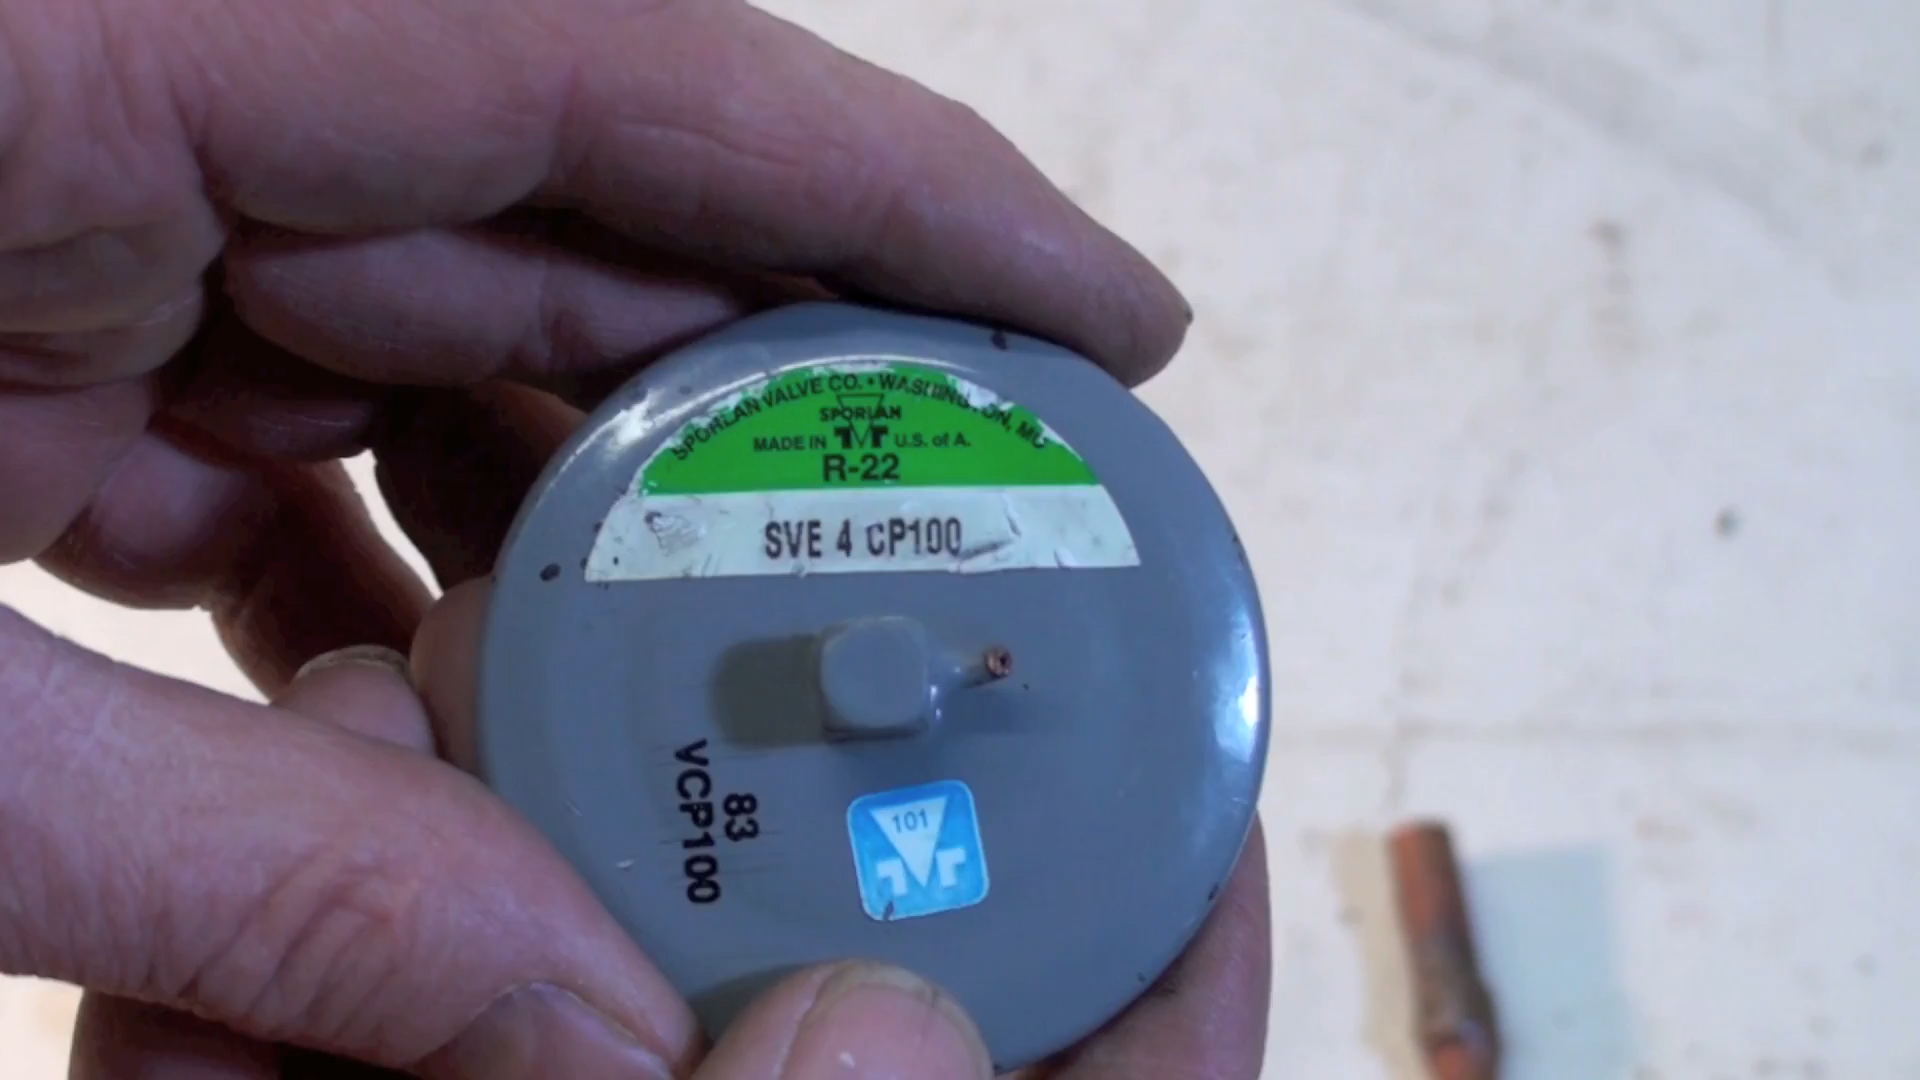 SPORLAN VALVE CO. • WASHINGTON, MO
SPORLAN
MADE IN U.S. of A.
R-22
SVE 4 CP100
83
VCP100
101